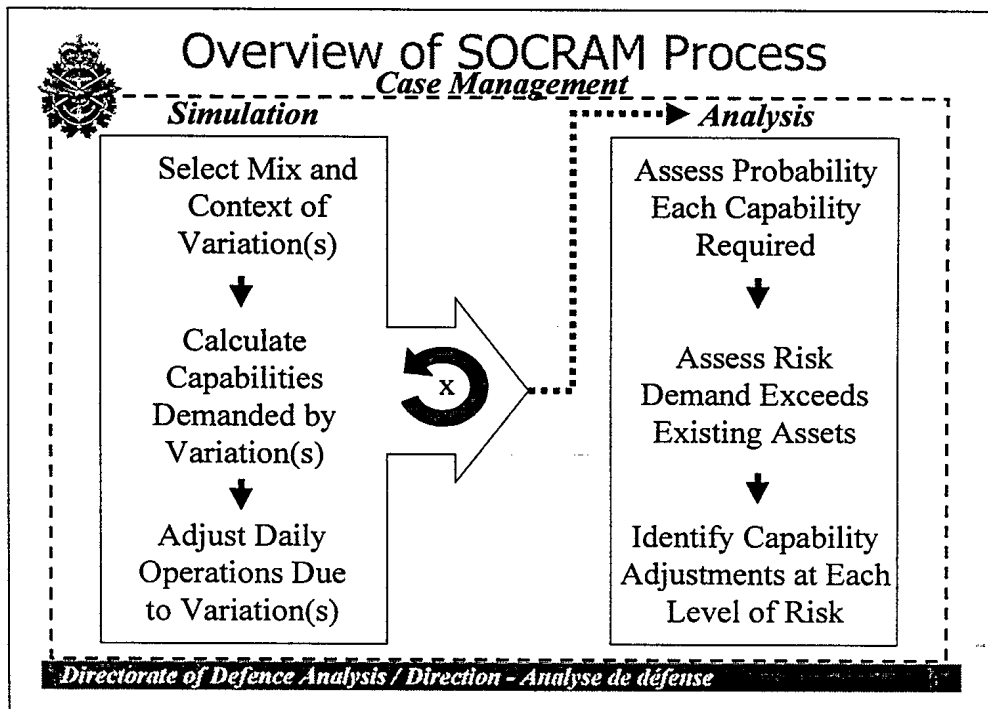 Overview of SOCRAM Process
Case Management
Simulation
Select Mix and
Context of
Variation(s)
Calculate
Capabilities
Demanded by
Variation(s)
Adjust Daily
Operations Due
to Variation(s)
x
Analysis
Assess Probability
Each Capability
Required
Assess Risk
Demand Exceeds
Existing Assets
Identify Capability
Adjustments at Each
Level of Risk
Directorate of Defence Analysis / Direction - Analyse de défense